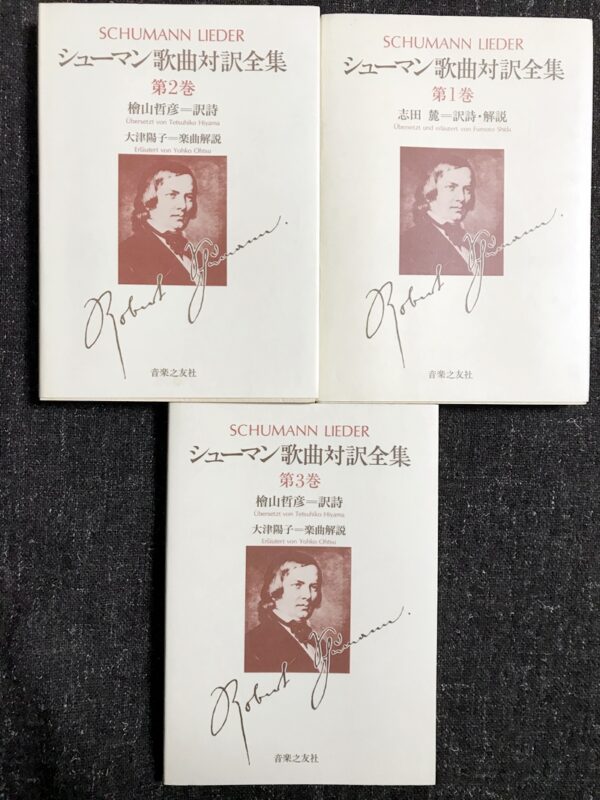 SCHUMANN LIEDER
シューマン歌曲対訳全集
第2巻
檜山哲彦=訳詩
Übersetzt von Tetsuhiko Hiyama
大津陽子=楽曲解説
Erläutert von Yohko Ohtsu
Robert Schumann.
音楽之友社
SCHUMANN LIEDER
シューマン歌曲対訳全集
第1巻
志田 麓=訳詩・解説
Übersetzt und erläutert von Fumoto Shida
Robert Schumann.
音楽之友社
SCHUMANN LIEDER
シューマン歌曲対訳全集
第3巻
檜山哲彦=訳詩
Übersetzt von Tetsuhiko Hiyama
大津陽子=楽曲解説
Erläutert von Yohko Ohtsu
Robert Schumann.
音楽之友社